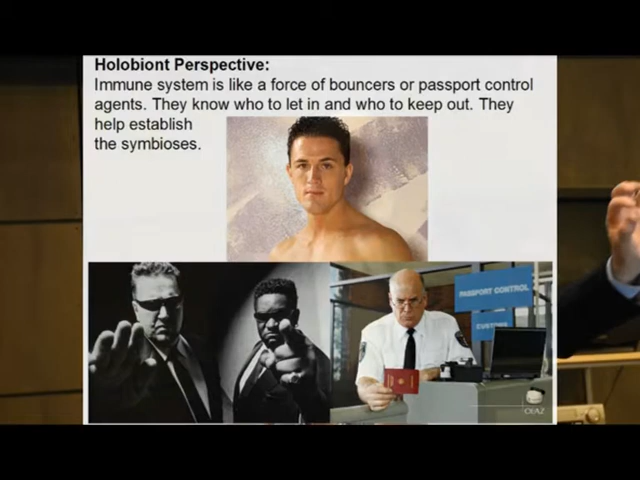 Holobiont Perspective:
Immune system is like a force of bouncers or passport control
agents. They know who to let in and who to keep out. They
help establish
the symbioses.
PASSPORT CONTROL
CUSTOMS